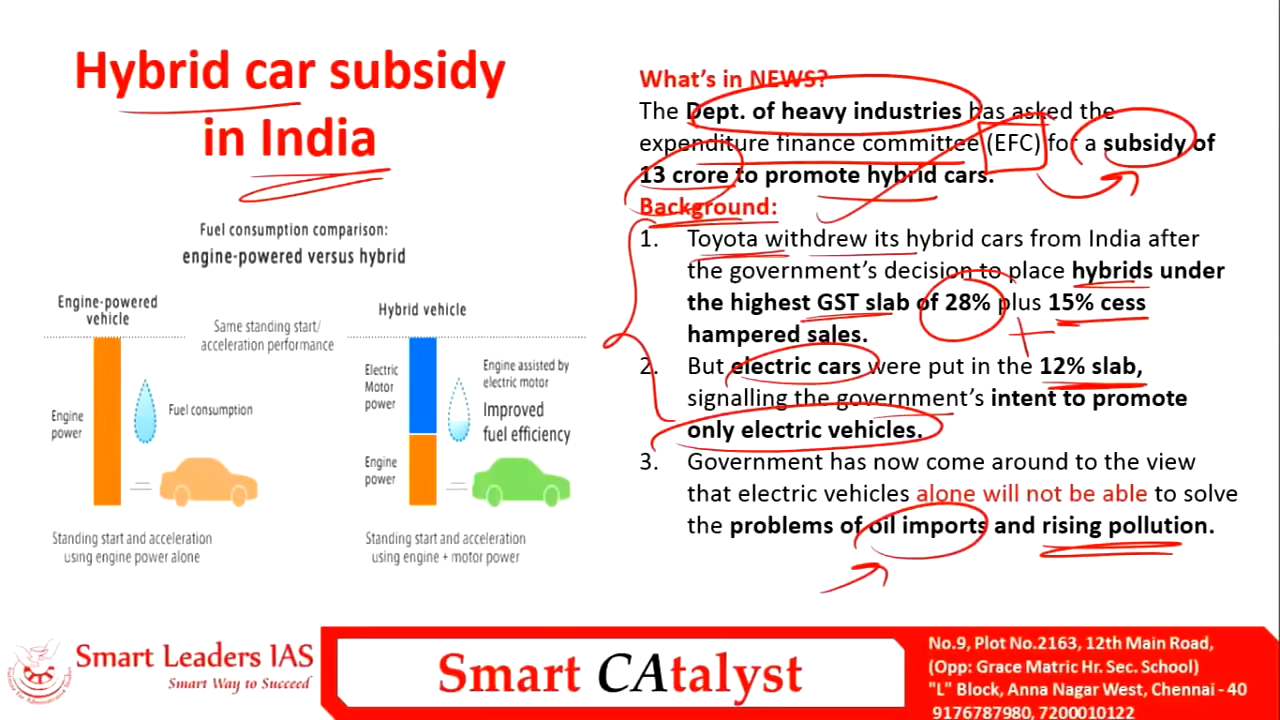 Hybrid car subsidy
in India
Fuel consumption comparison:
engine-powered versus hybrid
Engine-powered
vehicle
Same standing start/
acceleration performance
Hybrid vehicle
Engine
power
Fuel consumption
Electric
Motor
power
Engine
power
Engine assisted by
electric motor
Improved
fuel efficiency
Standing start and acceleration
using engine power alone
Standing start and acceleration
using engine + motor power
What's in NEWS?
The Dept. of heavy industries has asked the
expenditure finance committee (EFC) for a subsidy of
13 crore to promote hybrid cars.
Background:
1. Toyota withdrew its hybrid cars from India after
the government's decision to place hybrids under
the highest GST slab of 28% plus 15% cess
hampered sales.
2. But electric cars were put in the 12% slab,
signalling the government's intent to promote
only electric vehicles.
3. Government has now come around to the view
that electric vehicles alone will not be able to solve
the problems of oil imports and rising pollution.
Smart Leaders IAS
Smart Way to Succeed
Smart CAtalyst
No.9, Plot No.2163, 12th Main Road,
(Opp: Grace Matric Hr. Sec. School)
"L" Block, Anna Nagar West, Chennai - 40
9176787980, 7200010122